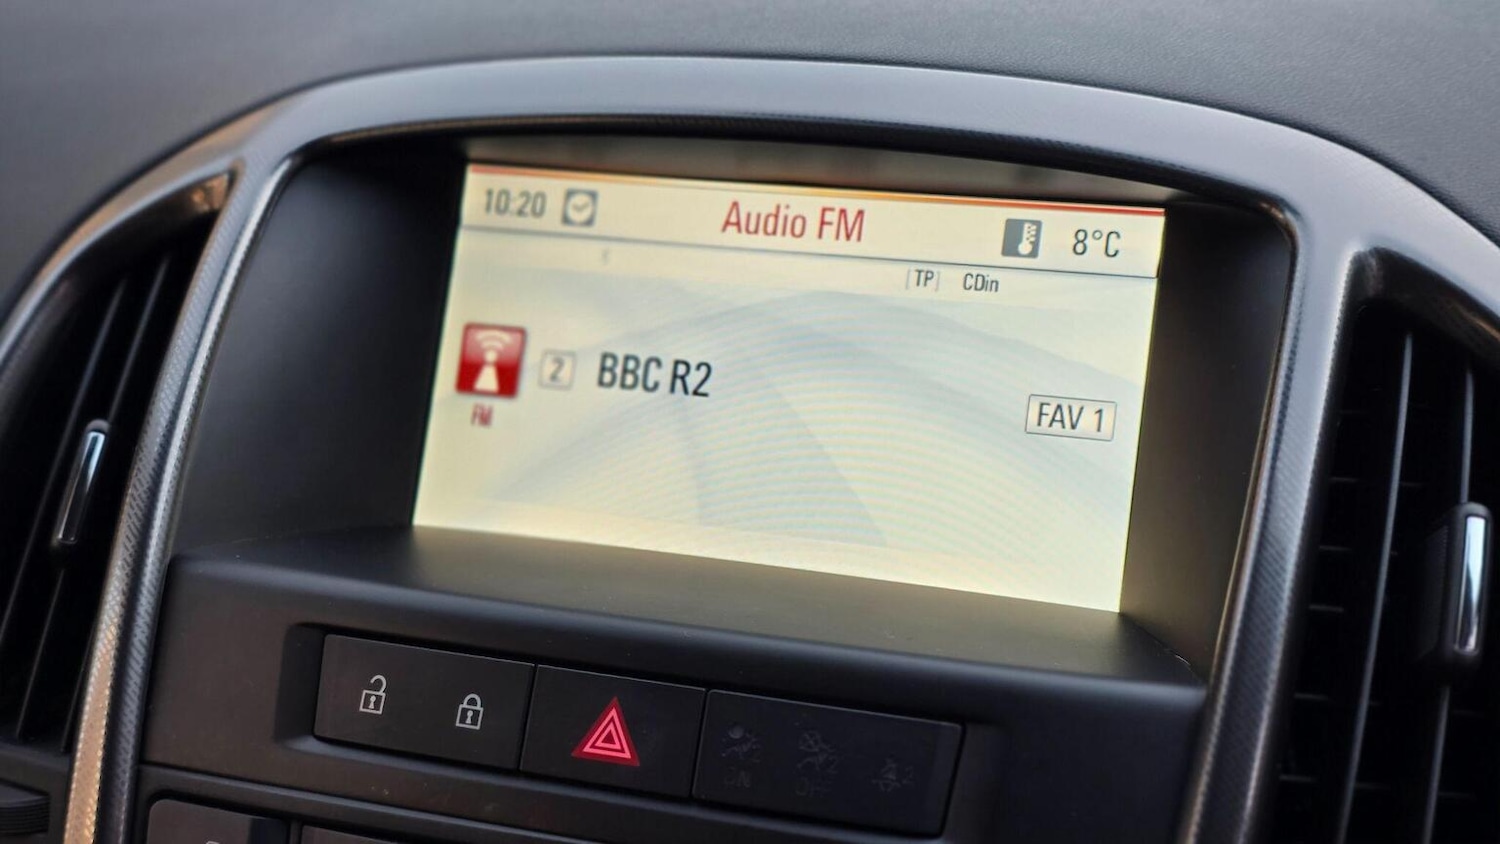 10:20
Audio FM
8°C
[TP] CDin
2 BBC R2
FAV 1
FM